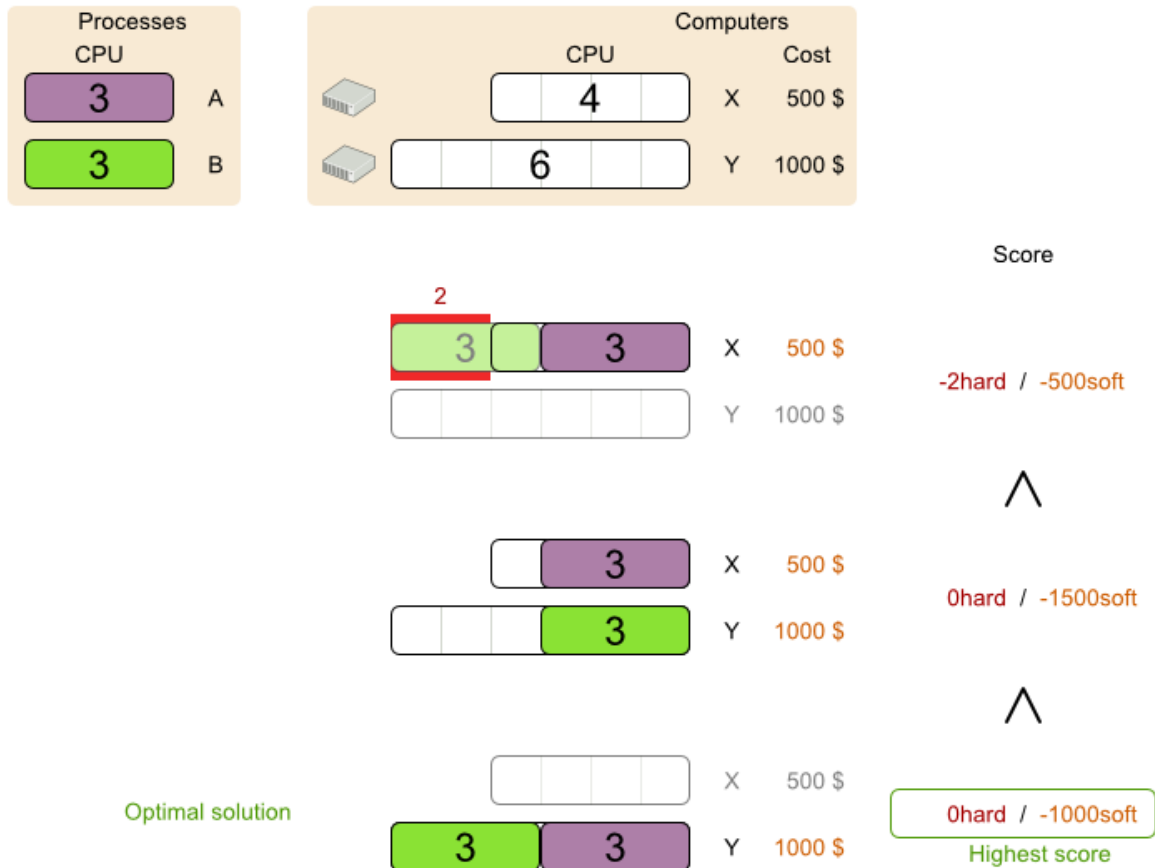 Processes
CPU
3 A
3 B
Computers
CPU Cost
4 X 500 $
6 Y 1000 $
Score
2
3 3 X 500 $
Y 1000 $
-2hard / -500soft
3 X 500 $
3 Y 1000 $
0hard / -1500soft
X 500 $
Optimal solution
0hard / -1000soft
3 3 Y 1000 $
Highest score